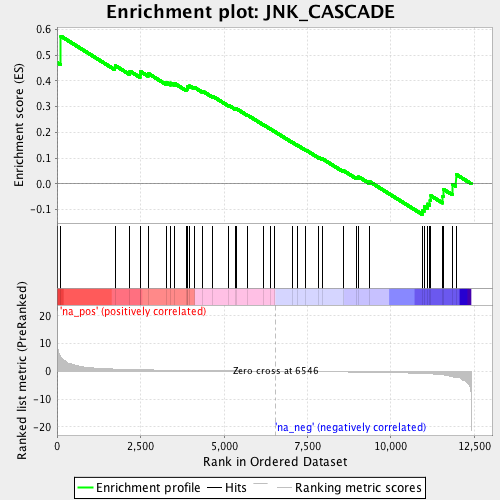 Enrichment plot: JNK_CASCADE
Enrichment score (ES)
0.6
0.5
0.4
0.3
0.2
0.1
0.0
-0.1
'na_pos' (positively correlated)
Ranked list metric (PreRanked)
20
10
0
-10
-20
Zero cross at 6546
'na_neg' (negatively correlated)
0 2,500 5,000 7,500 10,000 12,500
Rank in Ordered Dataset
Enrichment profile Hits Ranking metric scores